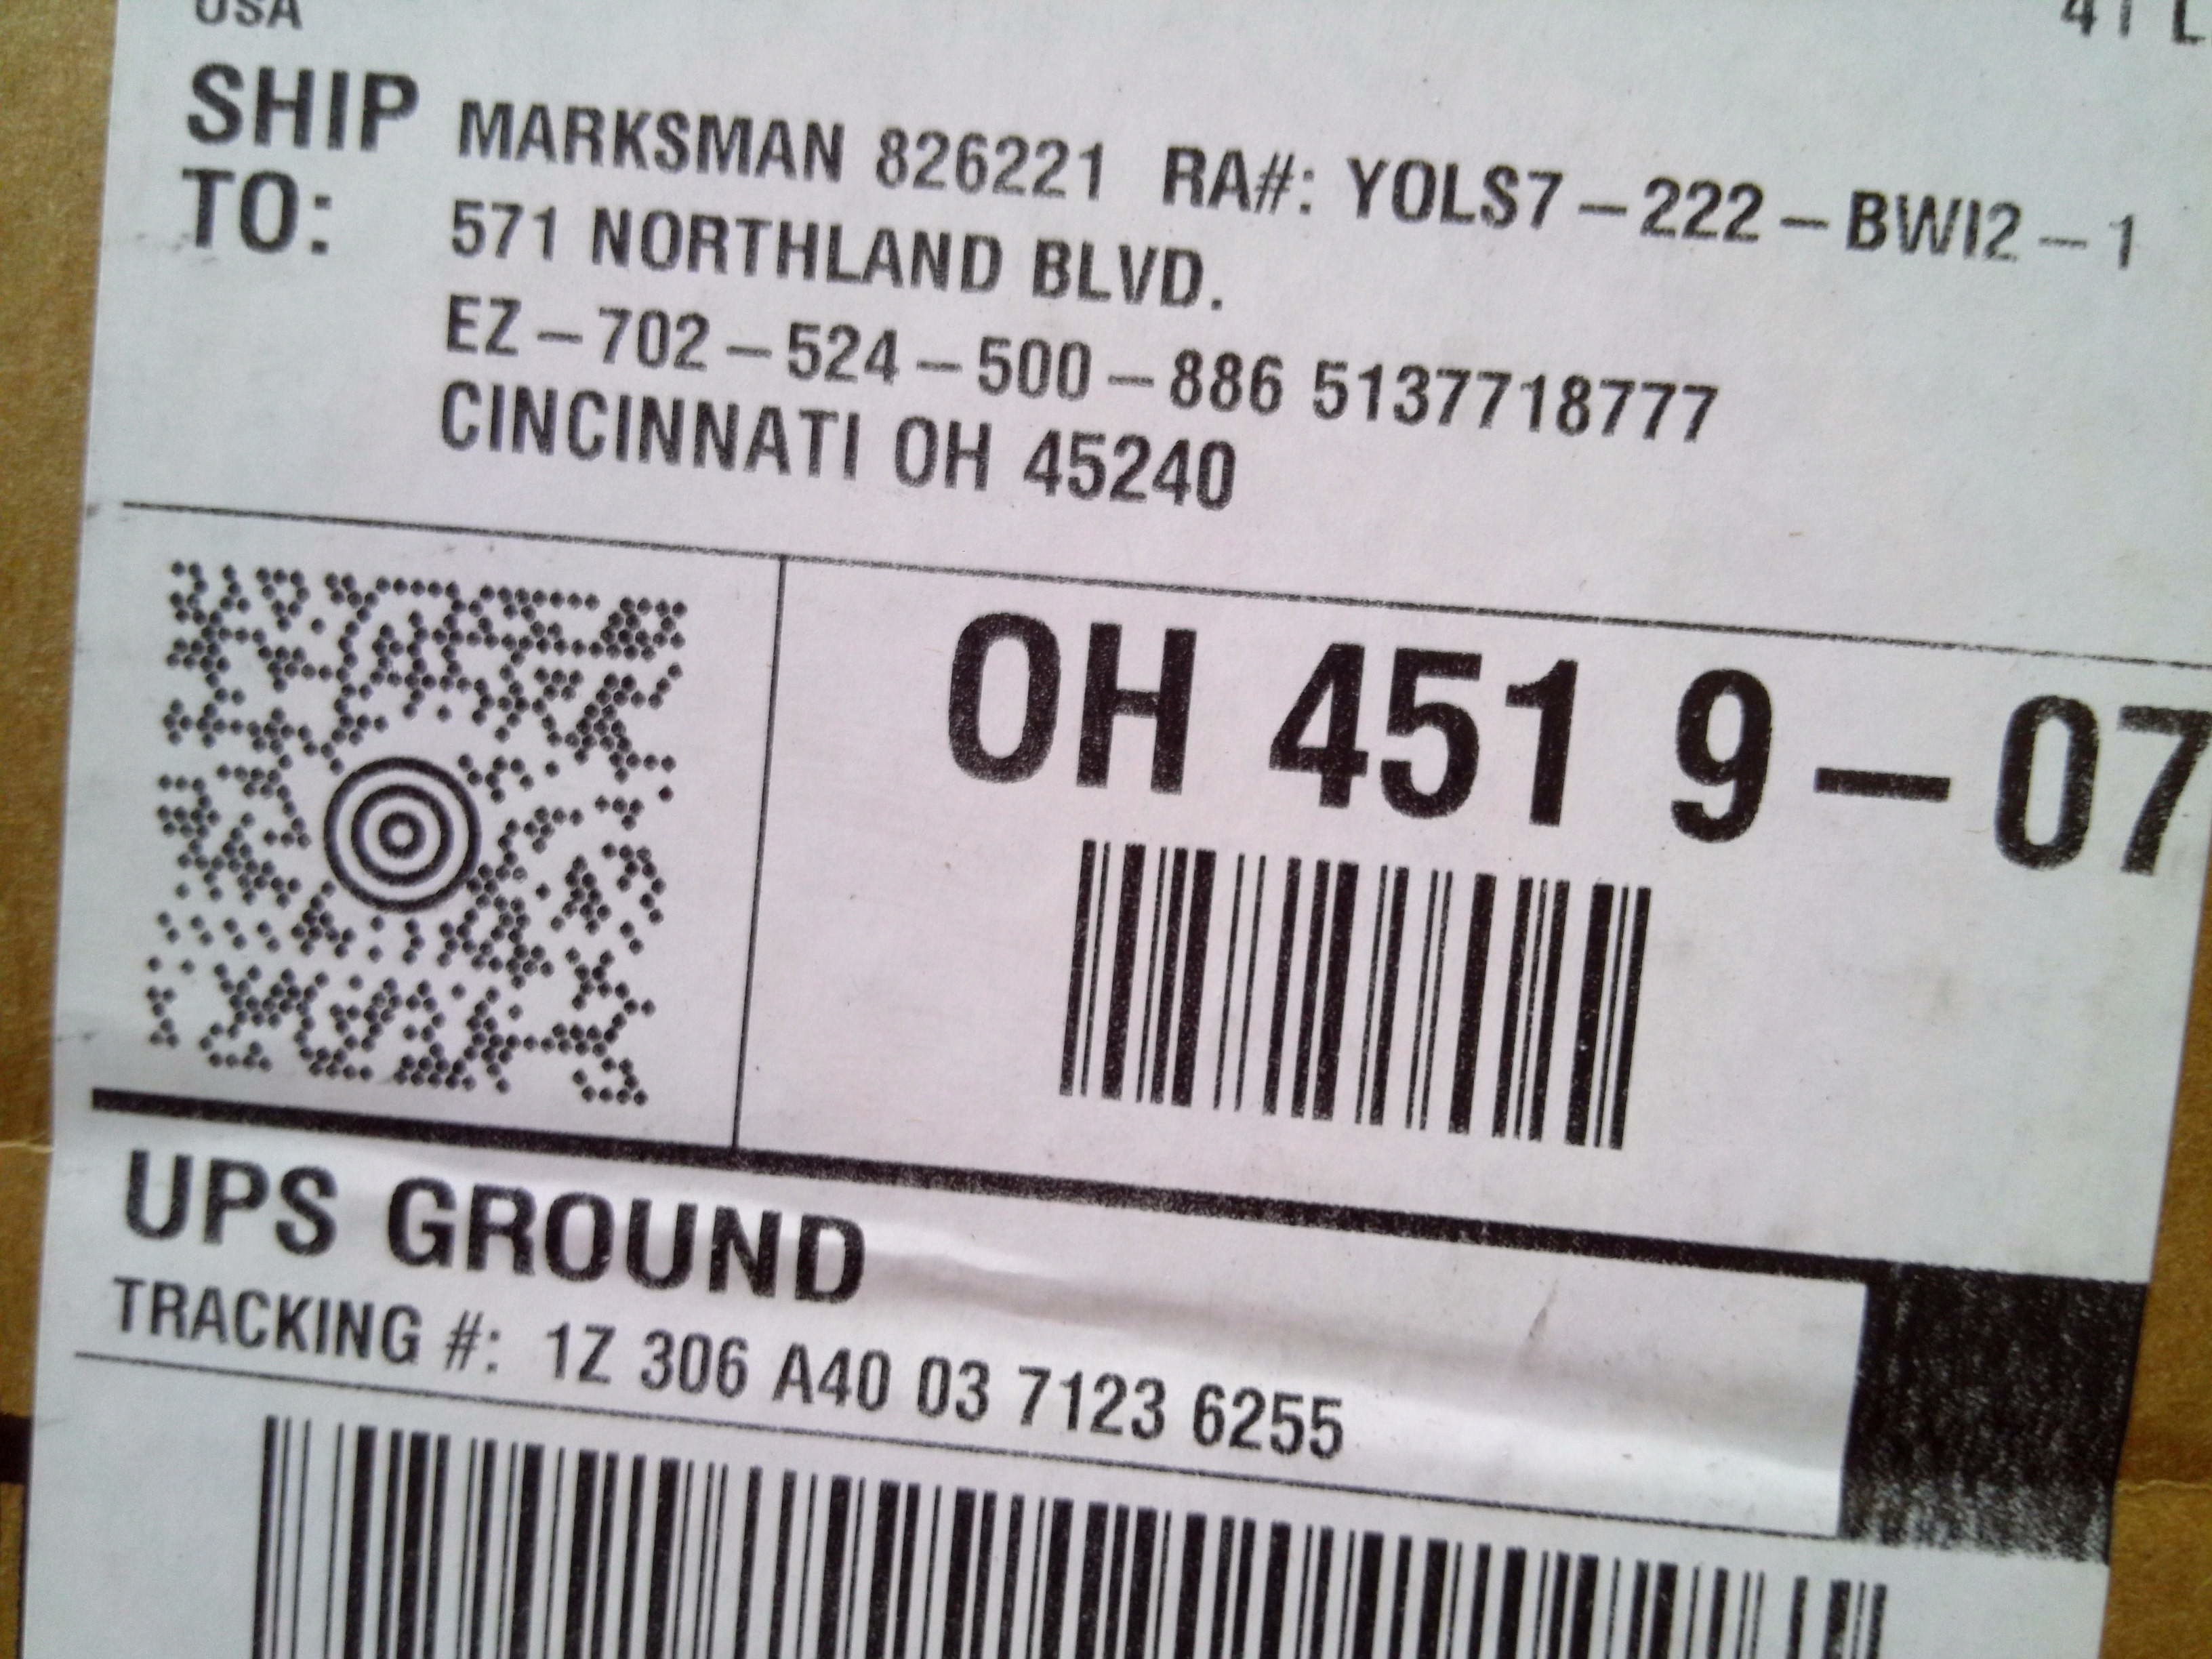 USA
SHIP TO: MARKSMAN 826221 RA#: YOLS7-222-BWI2-1
571 NORTHLAND BLVD.
EZ-702-524-500-886 5137718777
CINCINNATI OH 45240
OH 451 9-07
UPS GROUND
TRACKING #: 1Z 306 A40 03 7123 6255